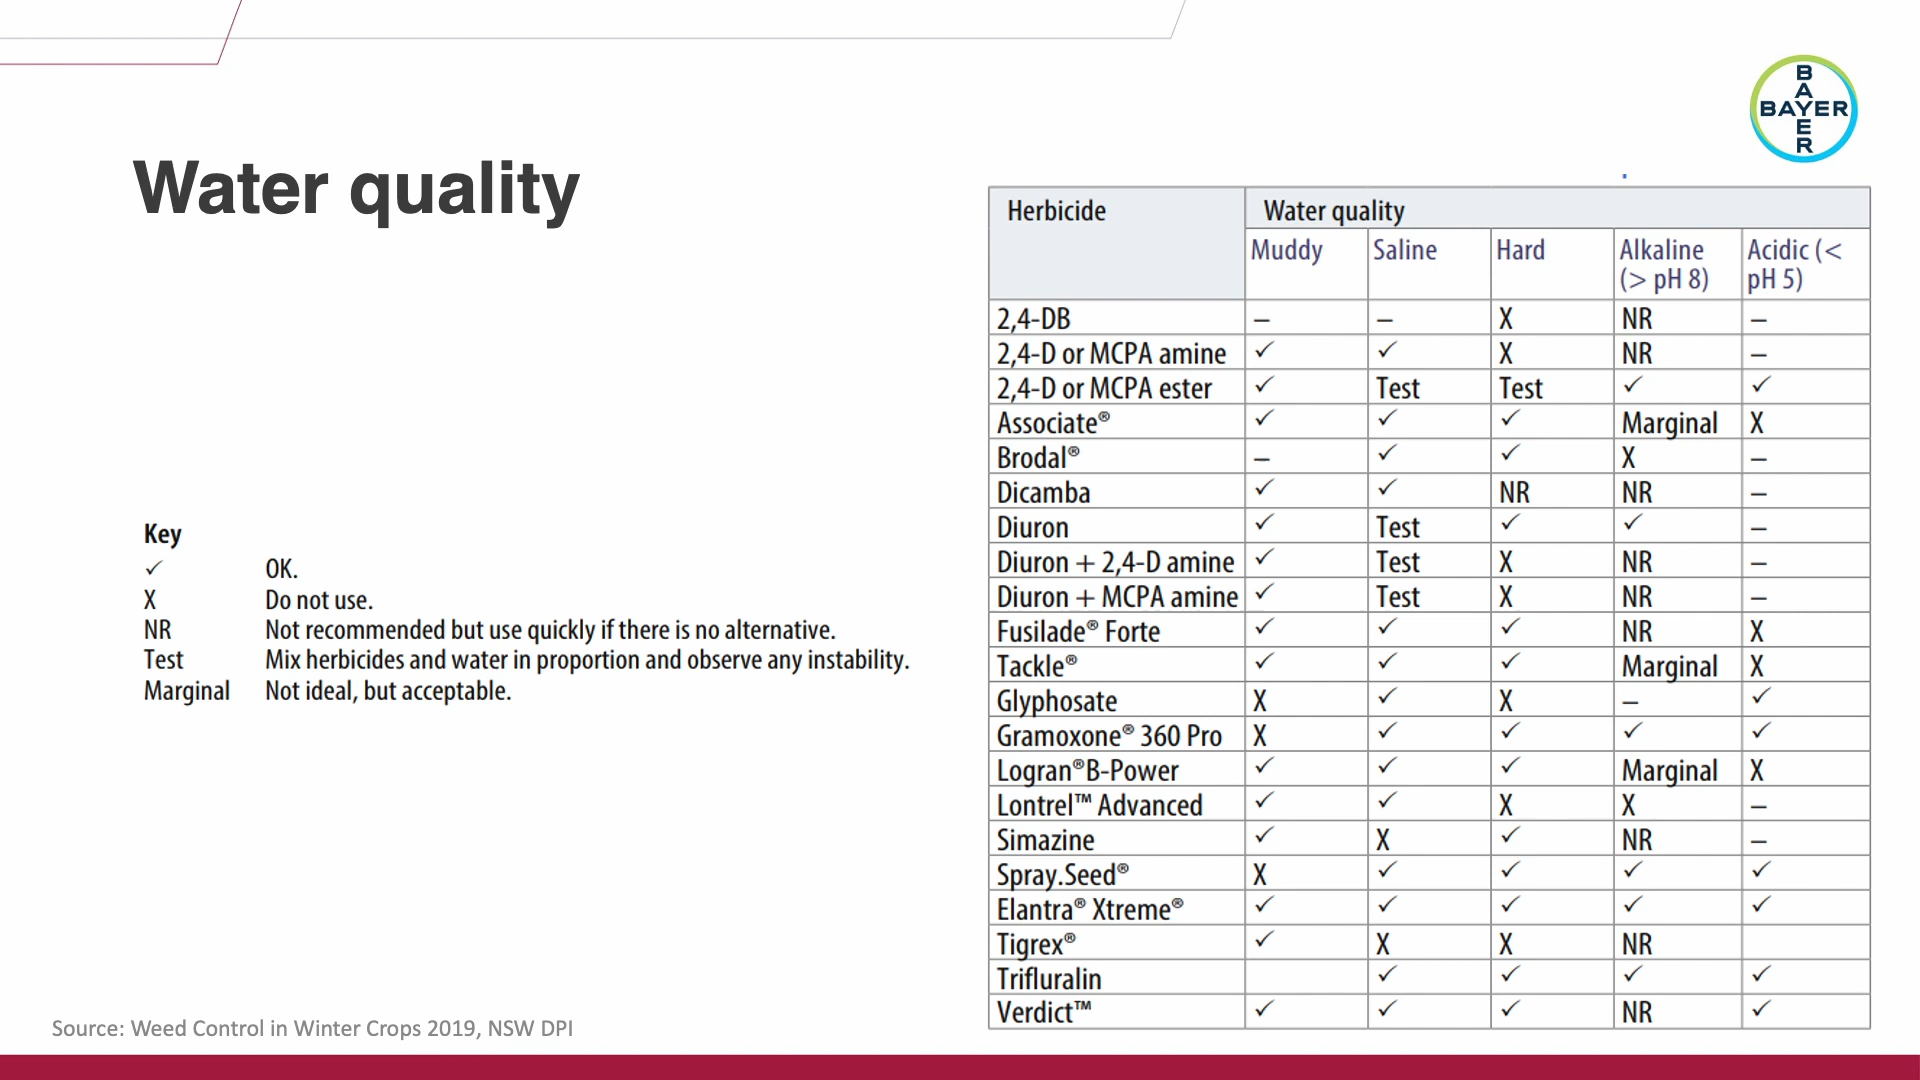 B
A
BAYER
E
R
Water quality
Key
✓ OK.
X Do not use.
NR Not recommended but use quickly if there is no alternative.
Test Mix herbicides and water in proportion and observe any instability.
Marginal Not ideal, but acceptable.
Herbicide Water quality
Muddy Saline Hard Alkaline (> pH 8) Acidic (< pH 5)
2,4-DB – – X NR –
2,4-D or MCPA amine ✓ ✓ X NR –
2,4-D or MCPA ester ✓ Test Test ✓ ✓
Associate® ✓ ✓ ✓ Marginal X
Brodal® – ✓ ✓ X –
Dicamba ✓ ✓ NR NR –
Diuron ✓ Test ✓ ✓ –
Diuron + 2,4-D amine ✓ Test X NR –
Diuron + MCPA amine ✓ Test X NR –
Fusilade® Forte ✓ ✓ ✓ NR X
Tackle® ✓ ✓ ✓ Marginal X
Glyphosate X ✓ X – ✓
Gramoxone® 360 Pro X ✓ ✓ ✓ ✓
Logran®B-Power ✓ ✓ ✓ Marginal X
Lontrel™ Advanced ✓ ✓ X X –
Simazine ✓ X ✓ NR –
Spray.Seed® X ✓ ✓ ✓ ✓
Elantra® Xtreme® ✓ ✓ ✓ ✓ ✓
Tigrex® ✓ X X NR
Trifluralin ✓ ✓ ✓ ✓
Verdict™ ✓ ✓ ✓ NR ✓
Source: Weed Control in Winter Crops 2019, NSW DPI